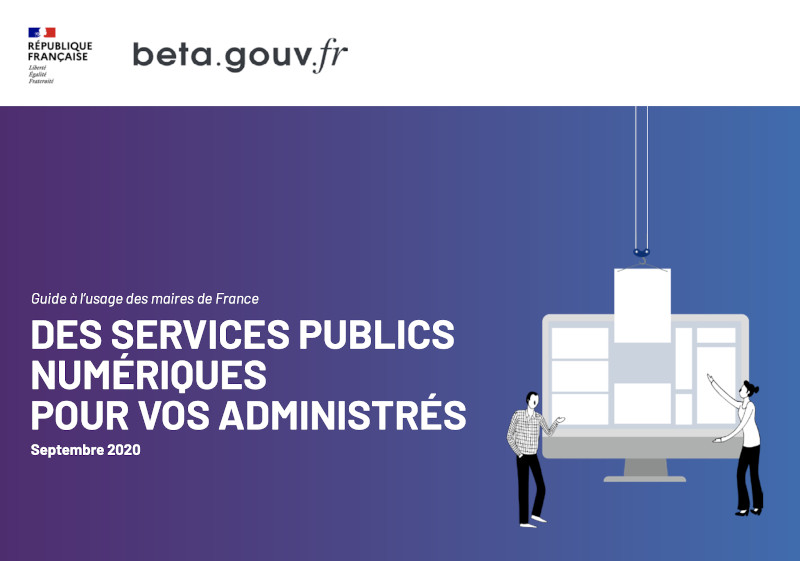 RÉPUBLIQUE
FRANÇAISE
Liberté
Égalité
Fraternité
beta.gouv.fr
Guide à l'usage des maires de France
DES SERVICES PUBLICS
NUMÉRIQUES
POUR VOS ADMINISTRÉS
Septembre 2020